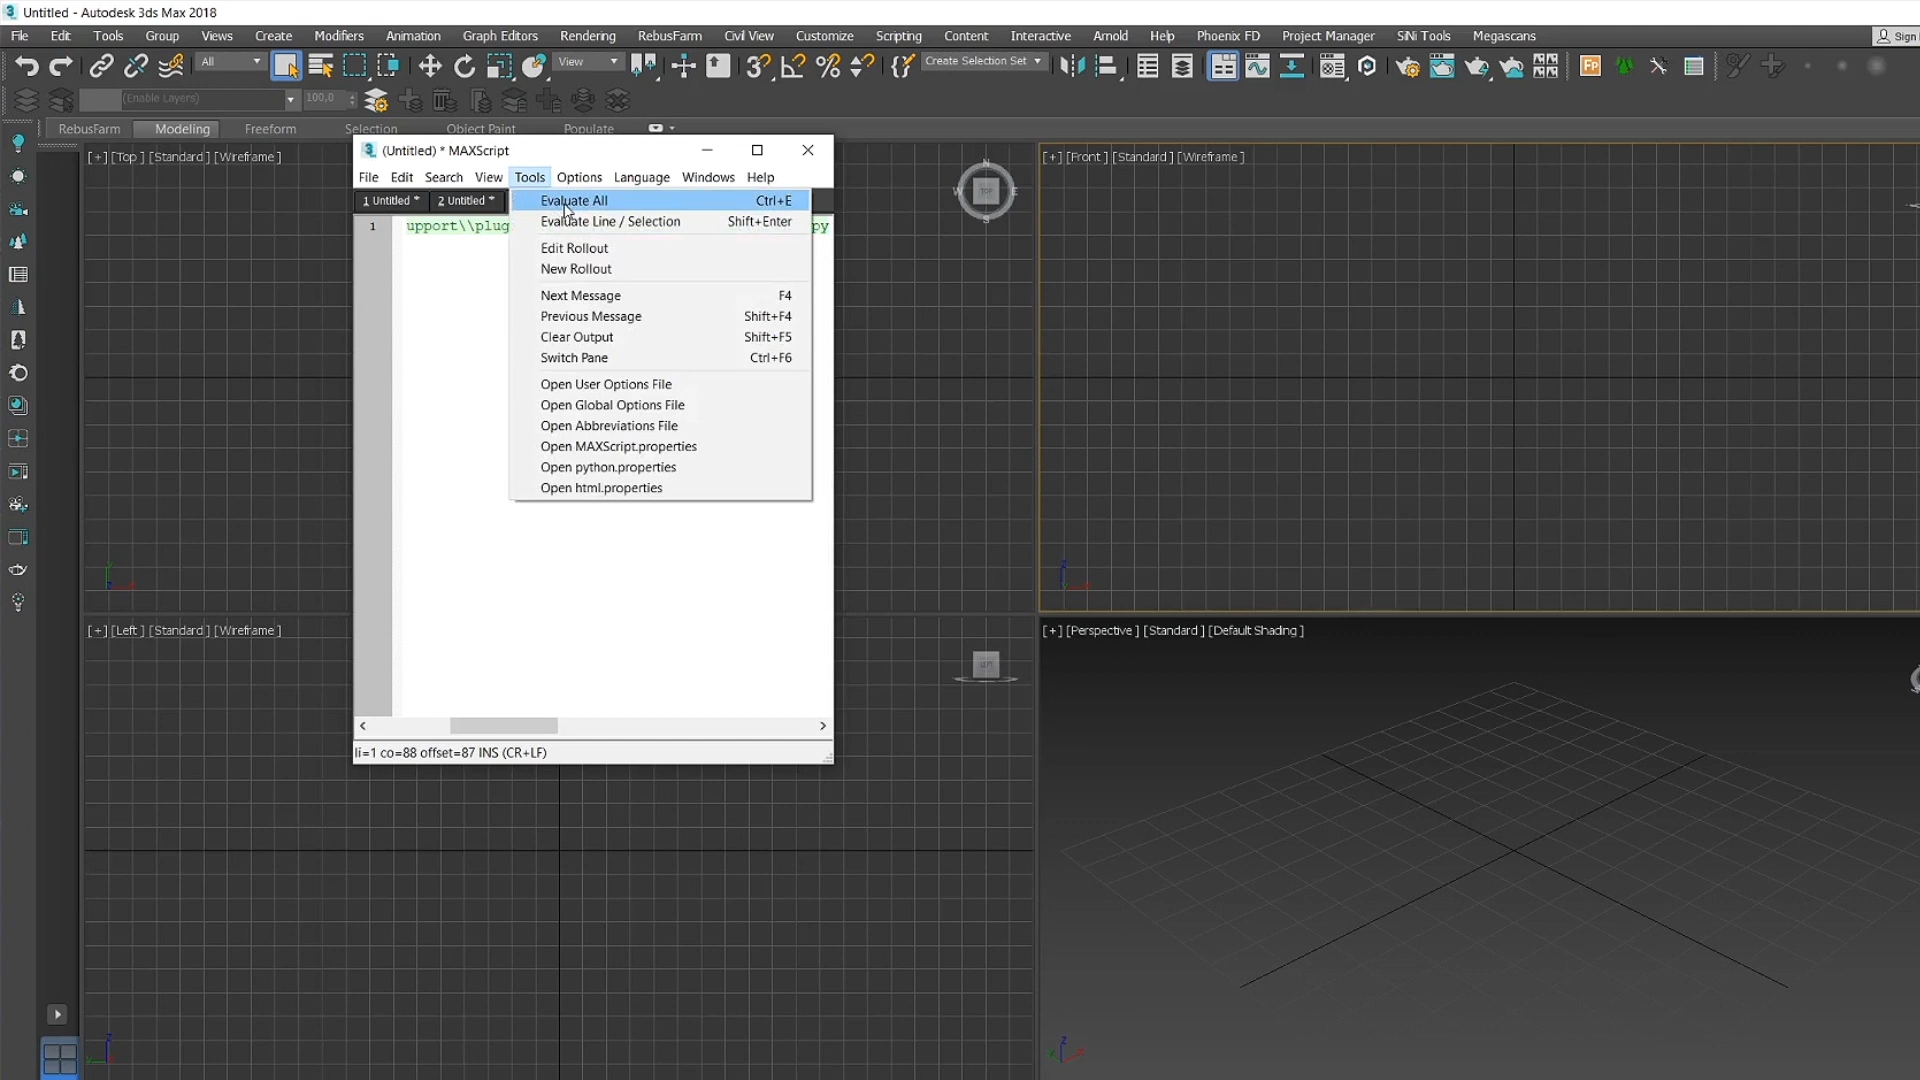 Untitled - Autodesk 3ds Max 2018
File Edit Tools Group Views Create Modifiers Animation Graph Editors Rendering RebusFarm Civil View Customize Scripting Content Interactive Arnold Help Phoenix FD Project Manager SiNi Tools Megascans Sign
All View Create Selection Set
(Enable Layers) 100,0
RebusFarm Modeling Freeform Selection Object Paint Populate
[+] [Top ] [Standard ] [Wireframe ]
[+] [Front ] [Standard ] [Wireframe ]
(Untitled) * MAXScript
File Edit Search View Tools Options Language Windows Help
1 Untitled * 2 Untitled *
1 upport\\plug py
Evaluate All Ctrl+E
Evaluate Line / Selection Shift+Enter
Edit Rollout
New Rollout
Next Message F4
Previous Message Shift+F4
Clear Output Shift+F5
Switch Pane Ctrl+F6
Open User Options File
Open Global Options File
Open Abbreviations File
Open MAXScript.properties
Open python.properties
Open html.properties
li=1 co=88 offset=87 INS (CR+LF)
N
W TOP E
S
[+] [Left ] [Standard ] [Wireframe ]
[+] [Perspective ] [Standard ] [Default Shading ]